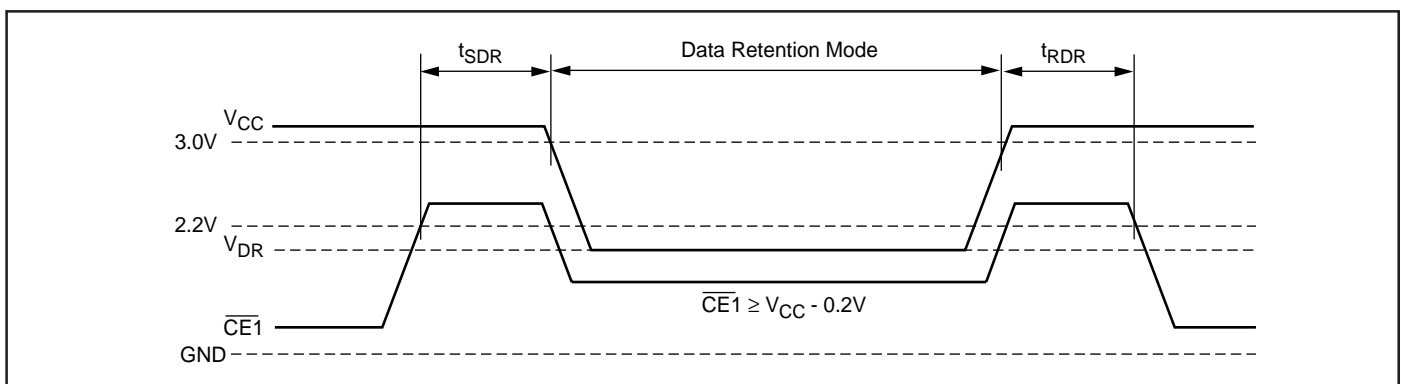 tSDR Data Retention Mode tRDR
VCC
3.0V
2.2V
VDR
CE1 ≥ VCC - 0.2V
CE1
GND